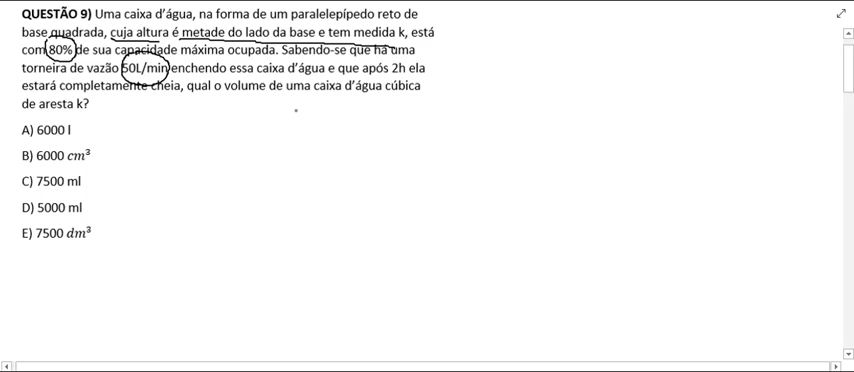 QUESTÃO 9) Uma caixa d'água, na forma de um paralelepípedo reto de
base quadrada, cuja altura é metade do lado da base e tem medida k, está
com 80% de sua capacidade máxima ocupada. Sabendo-se que há uma
torneira de vazão 50L/min enchendo essa caixa d'água e que após 2h ela
estará completamente cheia, qual o volume de uma caixa d'água cúbica
de aresta k?
A) 6000 l
B) 6000 cm³
C) 7500 ml
D) 5000 ml
E) 7500 dm³